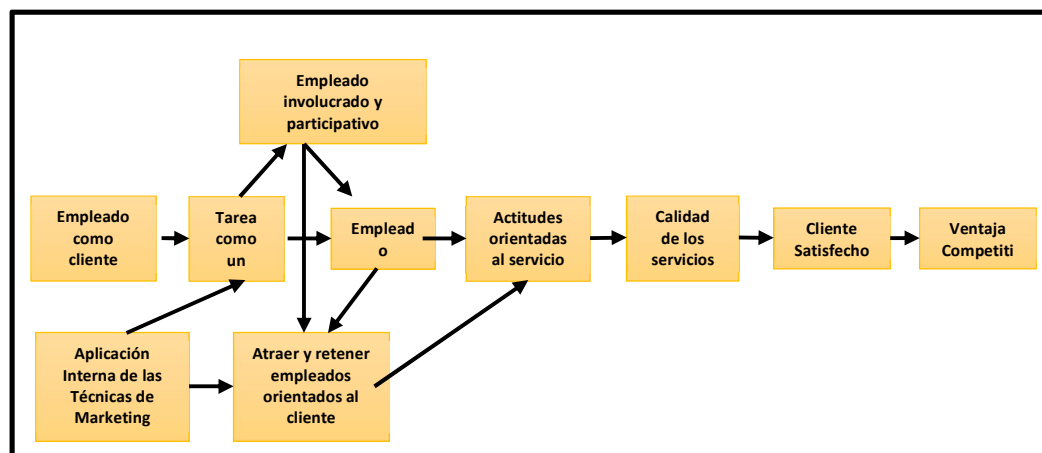 Empleado
involucrado y
participativo
Empleado
como
cliente
Tarea
como
un
Emplead
o
Actitudes
orientadas
al servicio
Calidad
de los
servicios
Cliente
Satisfecho
Ventaja
Competiti
Aplicación
Interna de las
Técnicas de
Marketing
Atraer y retener
empleados
orientados al
cliente